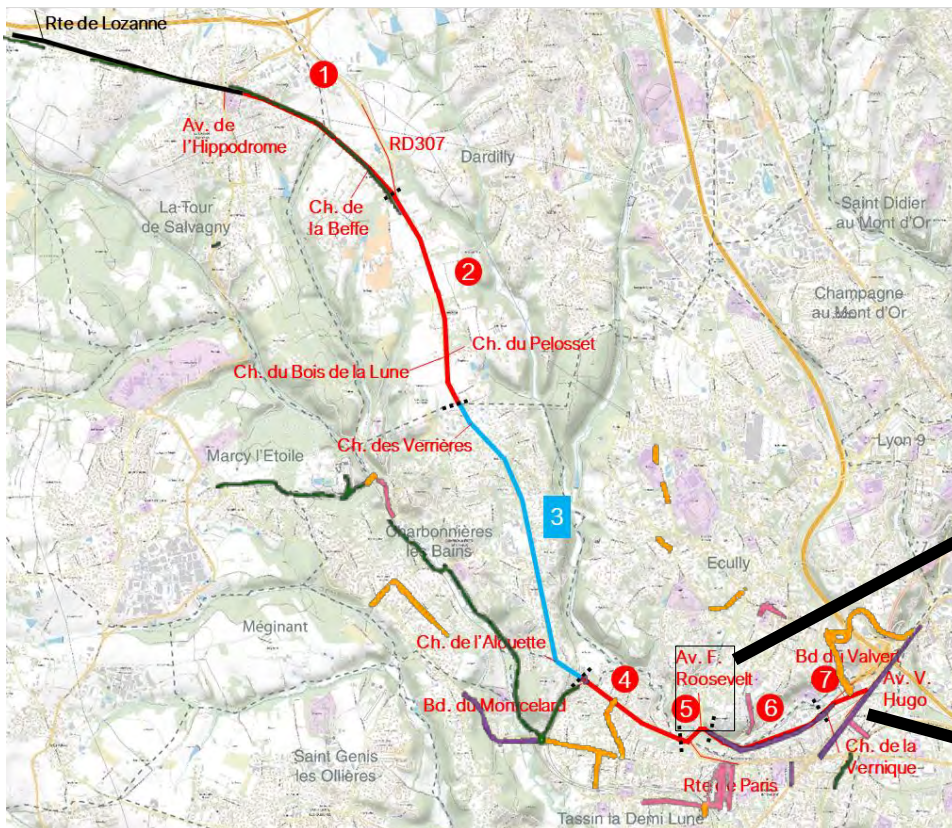 Rte de Lozanne
1
Av. de
l'Hippodrome
RD307
Dardilly
Ch. de
la Beffe
La Tour
de Salvagny
Saint Didier
au Mont d'Or
2
Champagne
au Mont d'Or
Ch. du Pelosset
Ch. du Bois de la Lune
Ch. des Verrières
Lyon 9
Marcy l'Etoile
3
Charbonnières
les Bains
Ecully
Méginant
Ch. de l'Alouette
Av. F.
Roosevelt
Bd du Valvert
7
Av. V.
Hugo
4
Bd. du Montcelard
5
6
Ch. de la
Vernique
Saint Genis
les Ollières
Rte de Paris
Tassin la Demi Lune